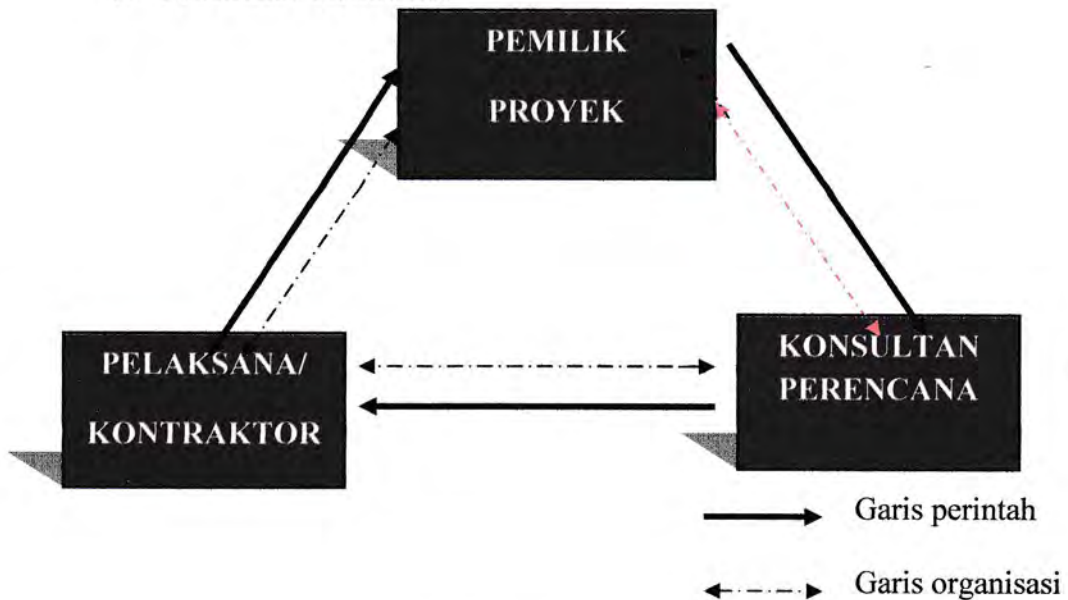 PEMILIK
PROYEK
PELAKSANA/
KONTRAKTOR
KONSULTAN
PERENCANA
Garis perintah
Garis organisasi